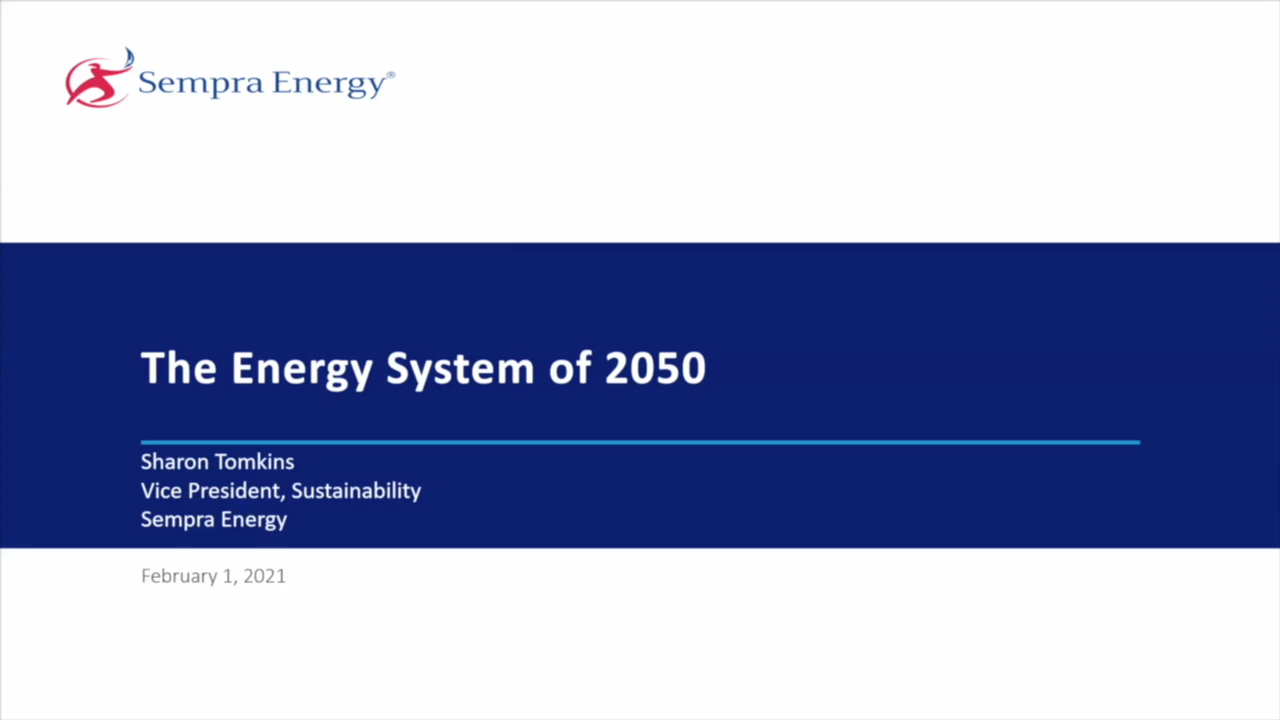 Sempra Energy®
The Energy System of 2050
Sharon Tomkins
Vice President, Sustainability
Sempra Energy
February 1, 2021